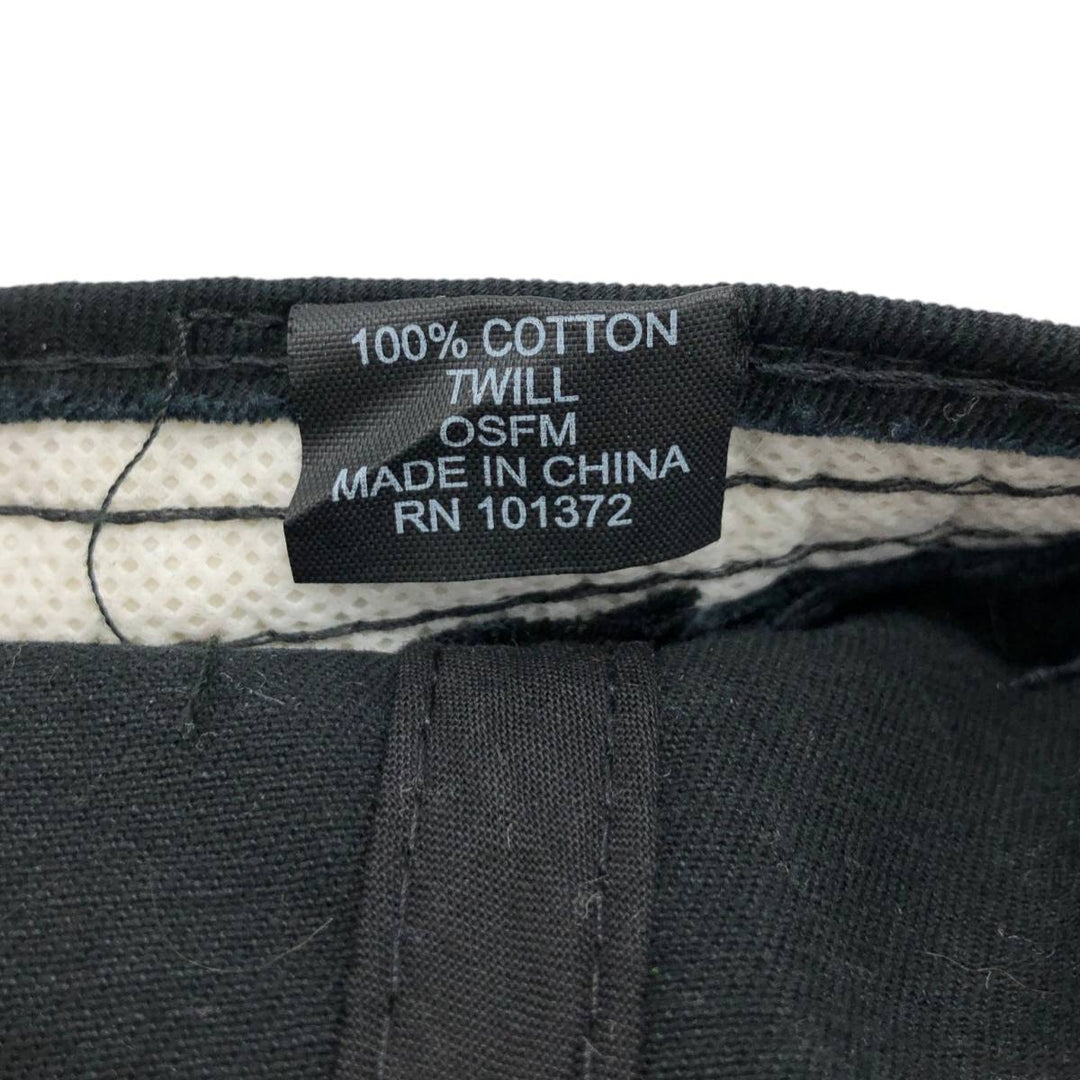 100% COTTON
TWILL
OSFM
MADE IN CHINA
RN 101372